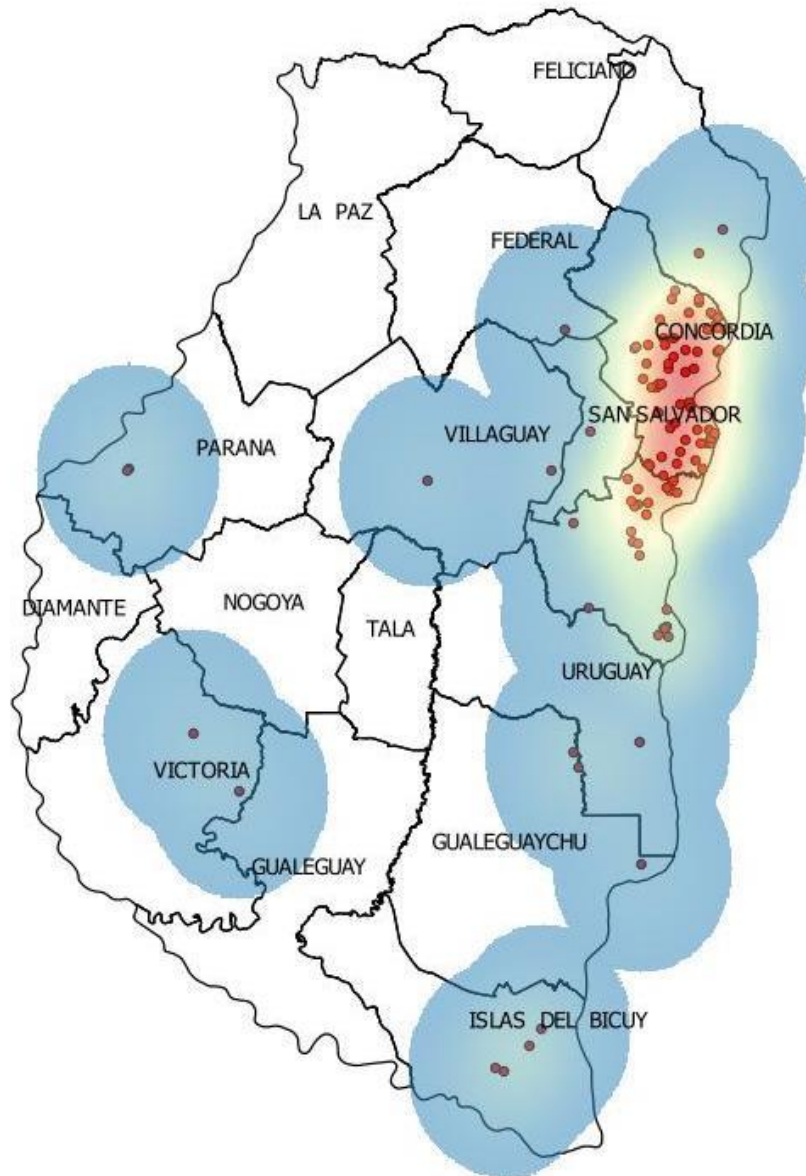 FELICIANO
LA PAZ
FEDERAL
CONCORDIA
SAN SALVADOR
VILLAGUAY
PARANA
DIAMANTE
NOGOYA
TALA
URUGUAY
VICTORIA
GUALEGUAYCHU
GUALEGUAY
ISLAS DEL BICUY